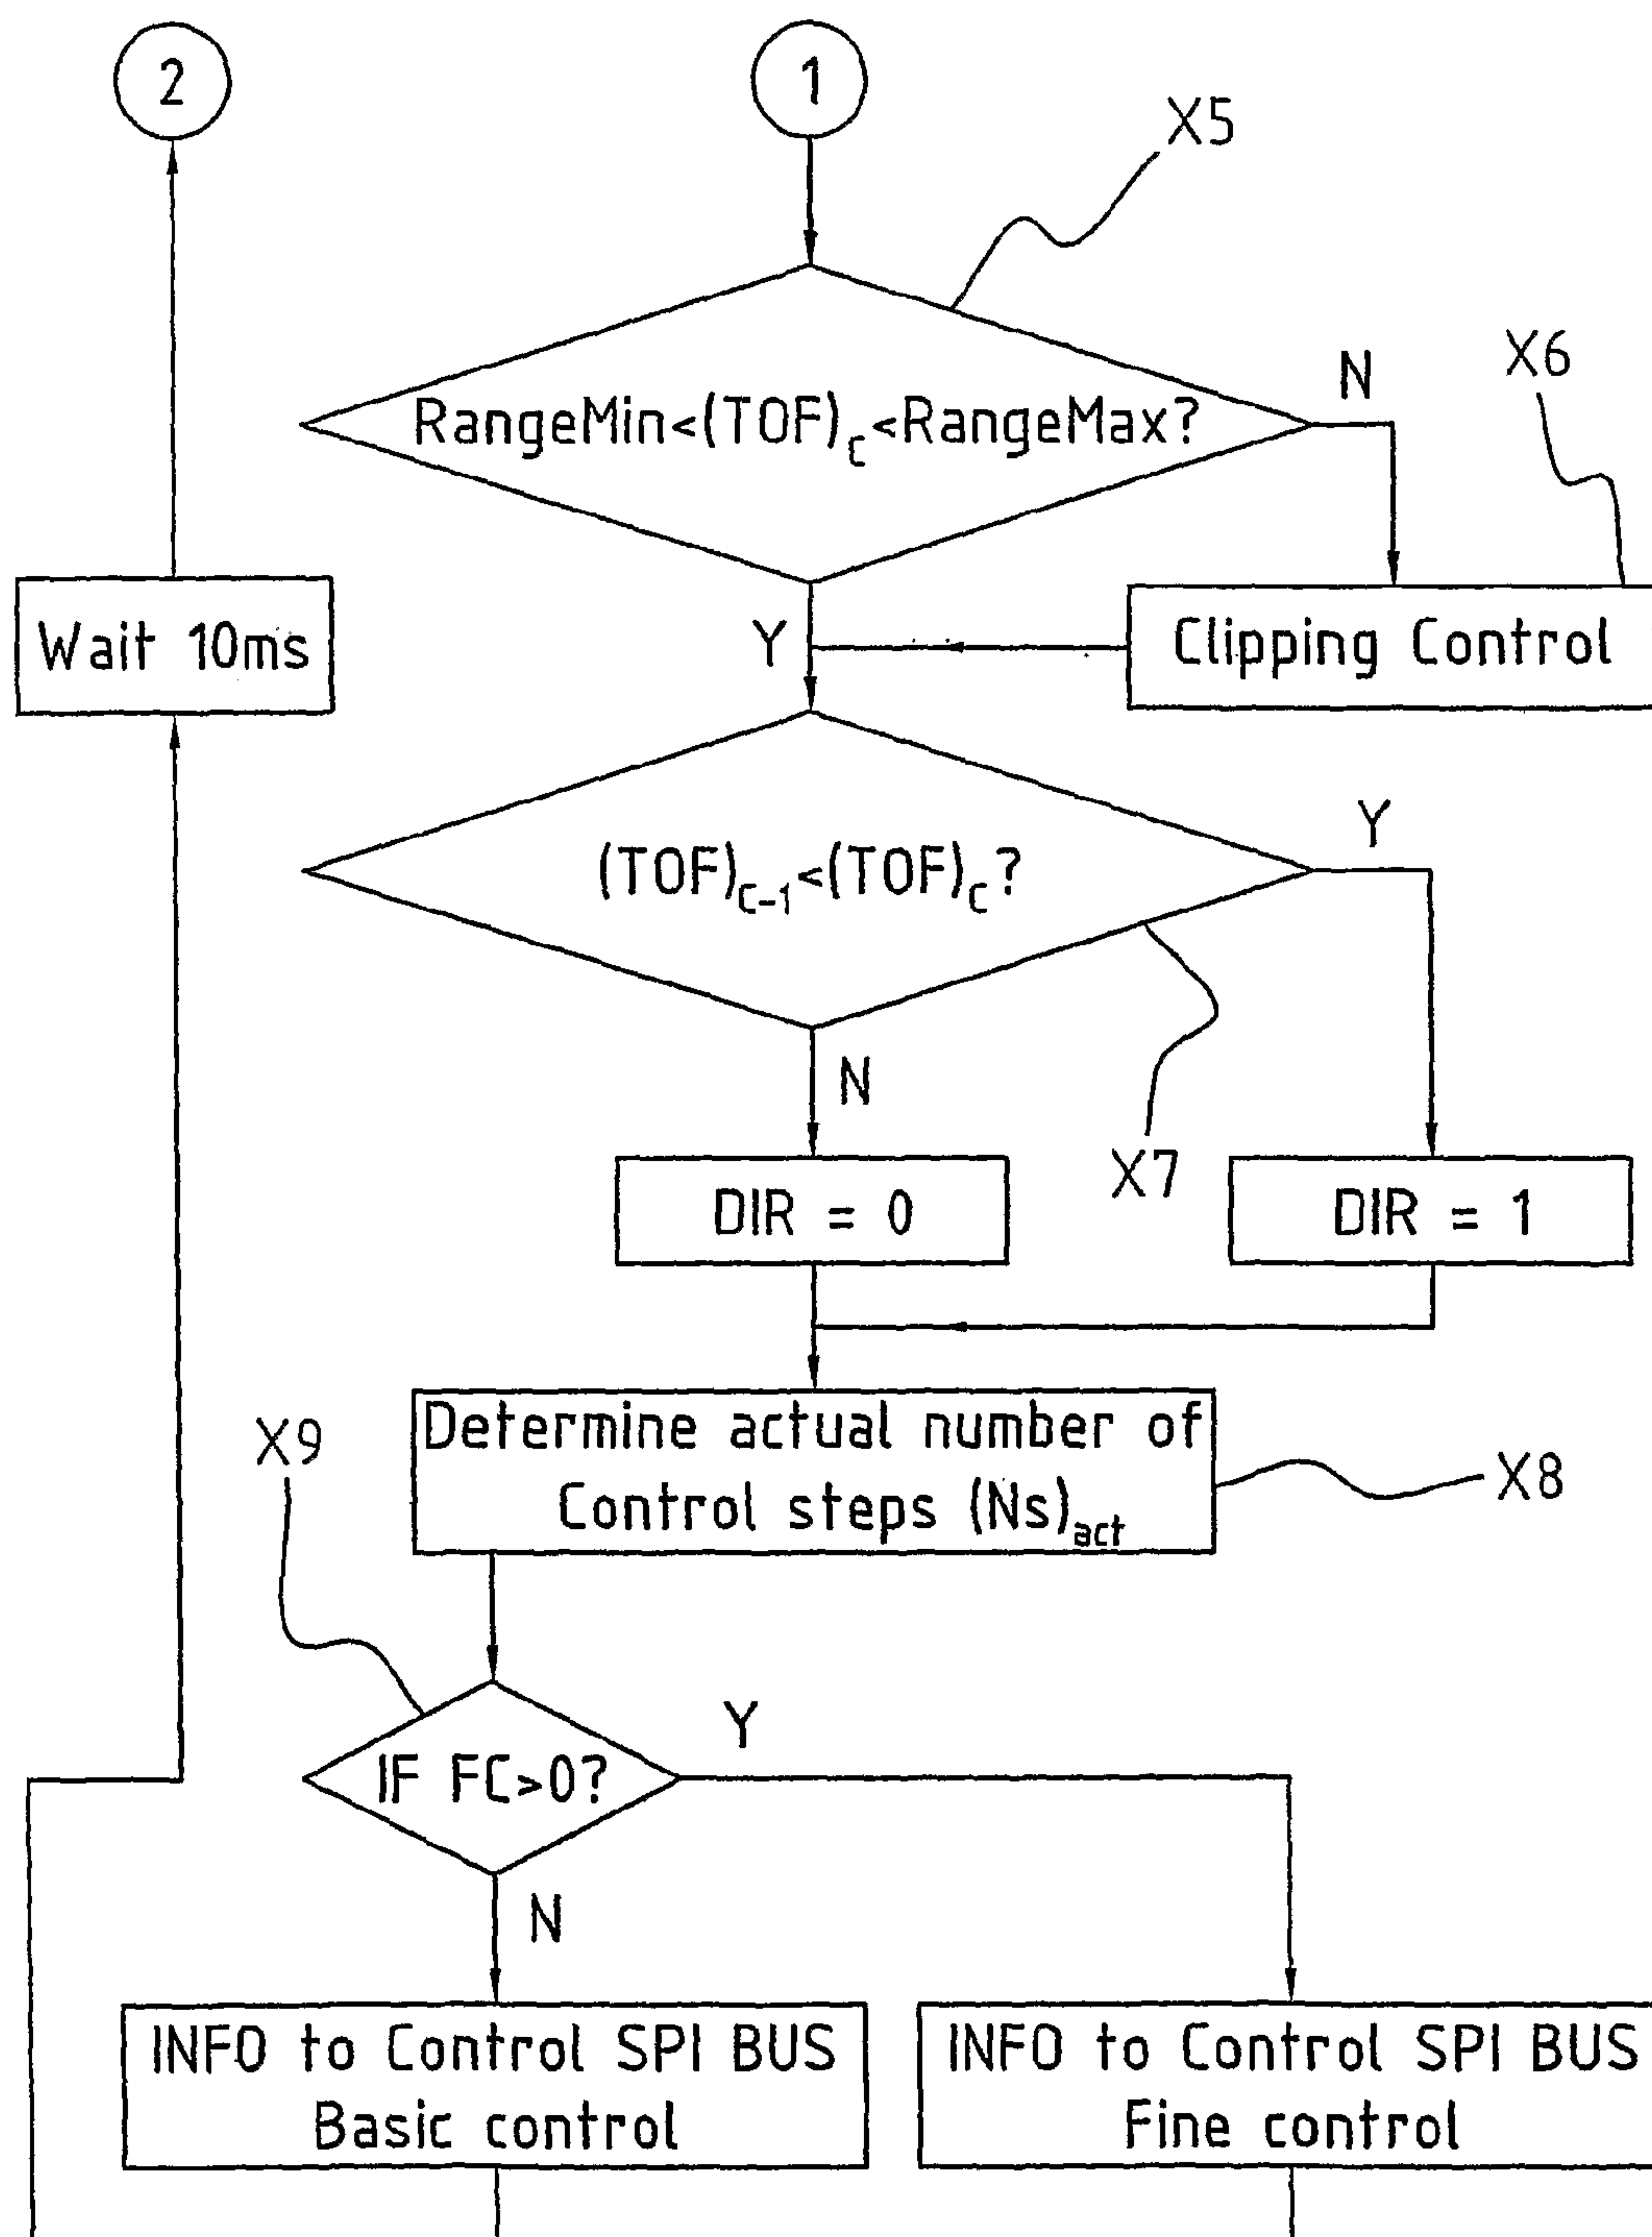 2
1
X5
RangeMin<(TOF)c<RangeMax?
N
X6
Wait 10ms
Y
Clipping Control
(TOF)c-1<(TOF)c?
Y
N
X7
DIR = 0
DIR = 1
X9
Determine actual number of
Control steps (Ns)act
X8
IF FC>0?
Y
N
INFO to Control SPI BUS
Basic control
INFO to Control SPI BUS
Fine control